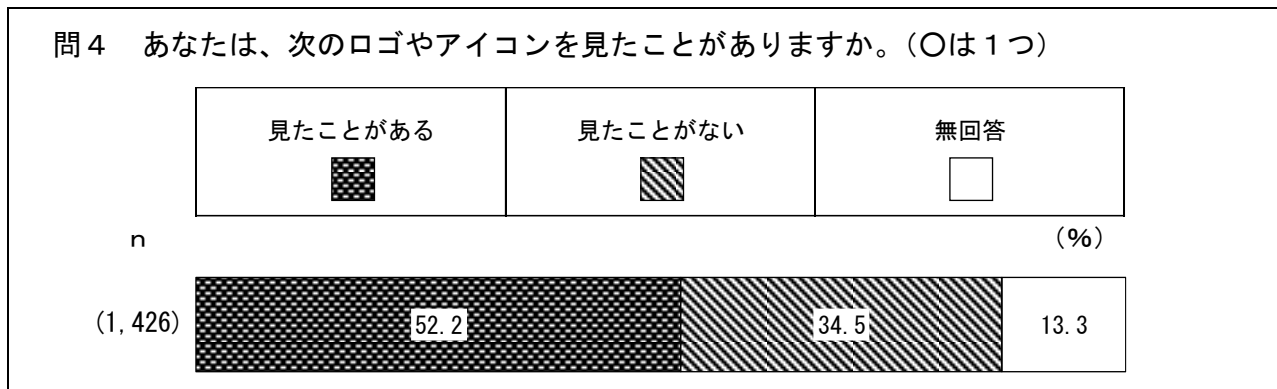 問４　あなたは、次のロゴやアイコンを見たことがありますか。（〇は１つ）
見たことがある　見たことがない　無回答
ｎ　（％）
(1,426)　52.2　34.5　13.3